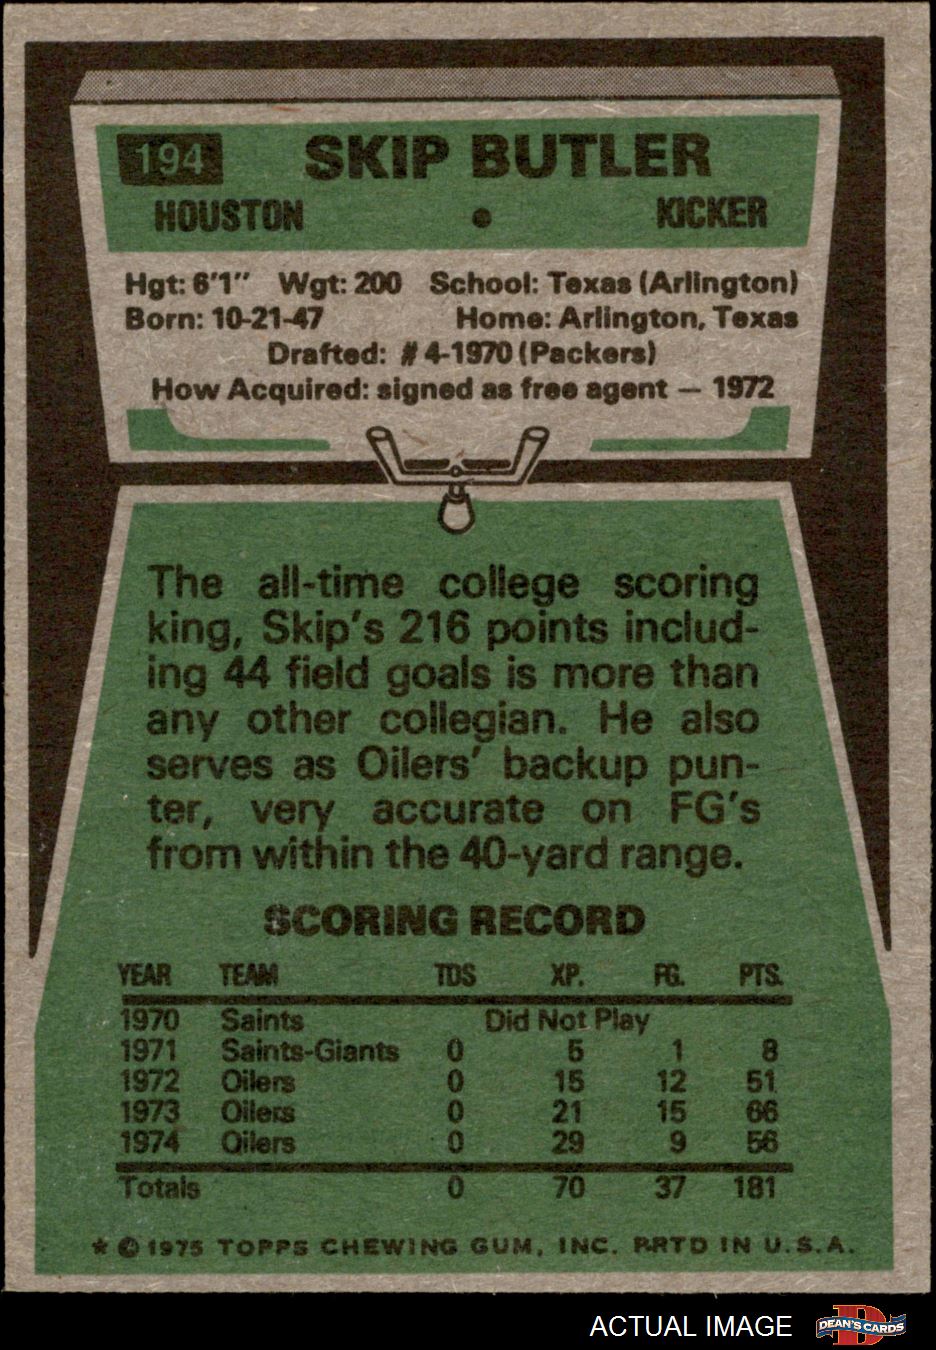 194 SKIP BUTLER
HOUSTON • KICKER
Hgt: 6'1" Wgt: 200 School: Texas (Arlington)
Born: 10-21-47 Home: Arlington, Texas
Drafted: #4-1970 (Packers)
How Acquired: signed as free agent — 1972
The all-time college scoring
king, Skip's 216 points includ-
ing 44 field goals is more than
any other collegian. He also
serves as Oilers' backup pun-
ter, very accurate on FG's
from within the 40-yard range.
SCORING RECORD
YEAR TEAM TDS XP. FG. PTS.
1970 Saints Did Not Play
1971 Saints-Giants 0 5 1 8
1972 Oilers 0 15 12 51
1973 Oilers 0 21 15 66
1974 Oilers 0 29 9 56
Totals 0 70 37 181
* © 1975 TOPPS CHEWING GUM, INC. PRTD IN U.S.A.
ACTUAL IMAGE DEAN'S CARDS